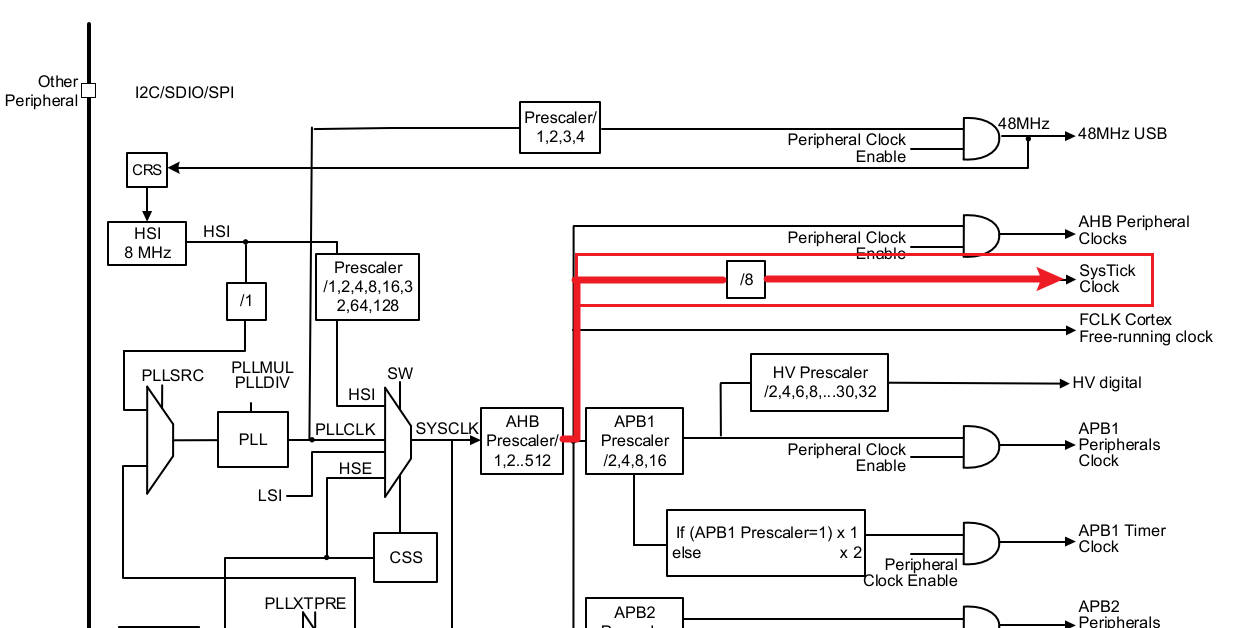 Other
Peripheral
I2C/SDIO/SPI
Prescaler/
1,2,3,4
Peripheral Clock
Enable
48MHz
48MHz USB
CRS
HSI
8 MHz
HSI
Prescaler
/1,2,4,8,16,3
2,64,128
/1
Peripheral Clock
Enable
AHB Peripheral
Clocks
/8
SysTick
Clock
FCLK Cortex
Free-running clock
PLLSRC
PLLMUL
PLLDIV
PLL
PLLCLK
SW
HSI
HSE
LSI
SYSCLK
AHB
Prescaler/
1,2..512
APB1
Prescaler
/2,4,8,16
HV Prescaler
/2,4,6,8,...30,32
HV digital
Peripheral Clock
Enable
APB1
Peripherals
Clock
If (APB1 Prescaler=1) x 1
else x 2
Peripheral
Clock Enable
APB1 Timer
Clock
CSS
PLLXTPRE
APB2
APB2
Peripherals